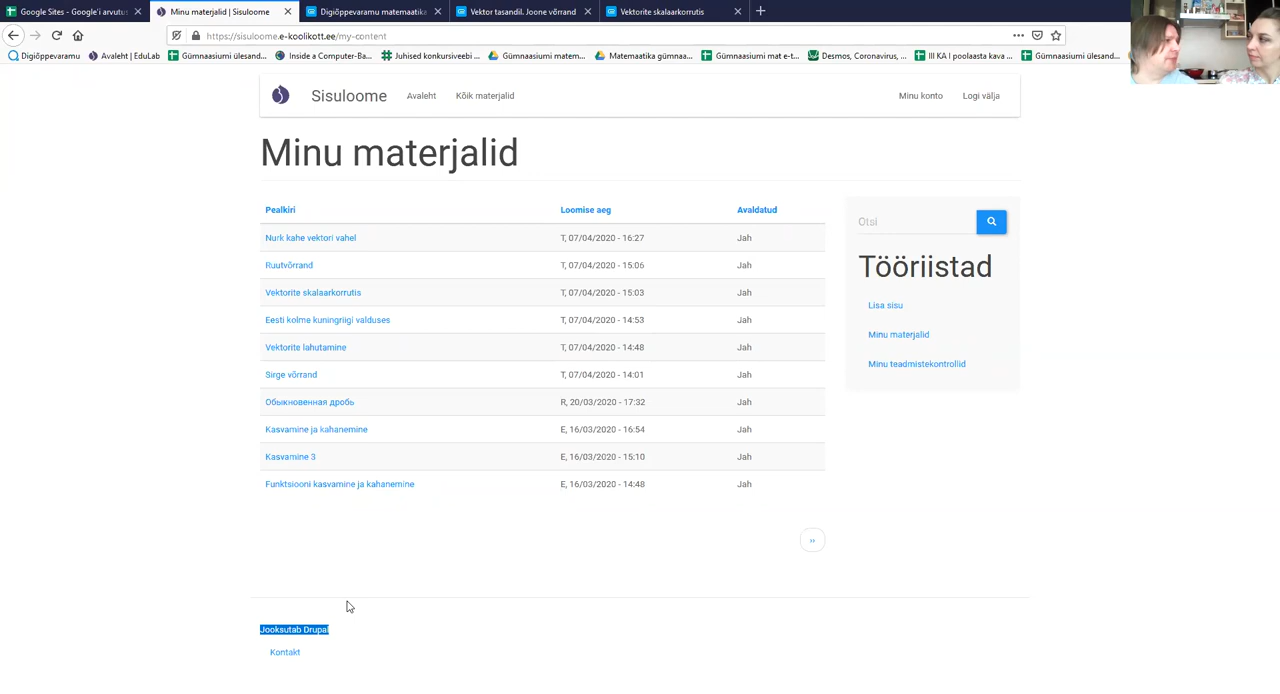 Google Sites - Google'i arvutus
Minu materjalid | Sisuloome
Digiõppevaramu matemaatika
Vektor tasandil. Joone võrrand
Vektorite skalaarkorrutis
https://sisuloome.e-koolikott.ee/my-content
Digiõppevaramu
Avaleht | EduLab
Gümnaasiumi ülesand...
Inside a Computer-Ba...
Juhised konkursiveebi ...
Gümnaasiumi matem...
Matemaatika gümnaa...
Gümnaasiumi mat e-t...
Desmos, Coronavirus, ...
III KA I poolaasta kava ...
Gümnaasiumi ülesand...
Sisuloome
Avaleht
Kõik materjalid
Minu konto
Logi välja
Minu materjalid
Pealkiri Loomise aeg Avaldatud
Nurk kahe vektori vahel T, 07/04/2020 - 16:27 Jah
Ruutvõrrand T, 07/04/2020 - 15:06 Jah
Vektorite skalaarkorrutis T, 07/04/2020 - 15:03 Jah
Eesti kolme kuningriigi valduses T, 07/04/2020 - 14:53 Jah
Vektorite lahutamine T, 07/04/2020 - 14:48 Jah
Sirge võrrand T, 07/04/2020 - 14:01 Jah
Обыкновенная дробь R, 20/03/2020 - 17:32 Jah
Kasvamine ja kahanemine E, 16/03/2020 - 16:54 Jah
Kasvamine 3 E, 16/03/2020 - 15:10 Jah
Funktsiooni kasvamine ja kahanemine E, 16/03/2020 - 14:48 Jah
››
Otsi
Tööriistad
Lisa sisu
Minu materjalid
Minu teadmistekontrollid
Jooksutab Drupal
Kontakt